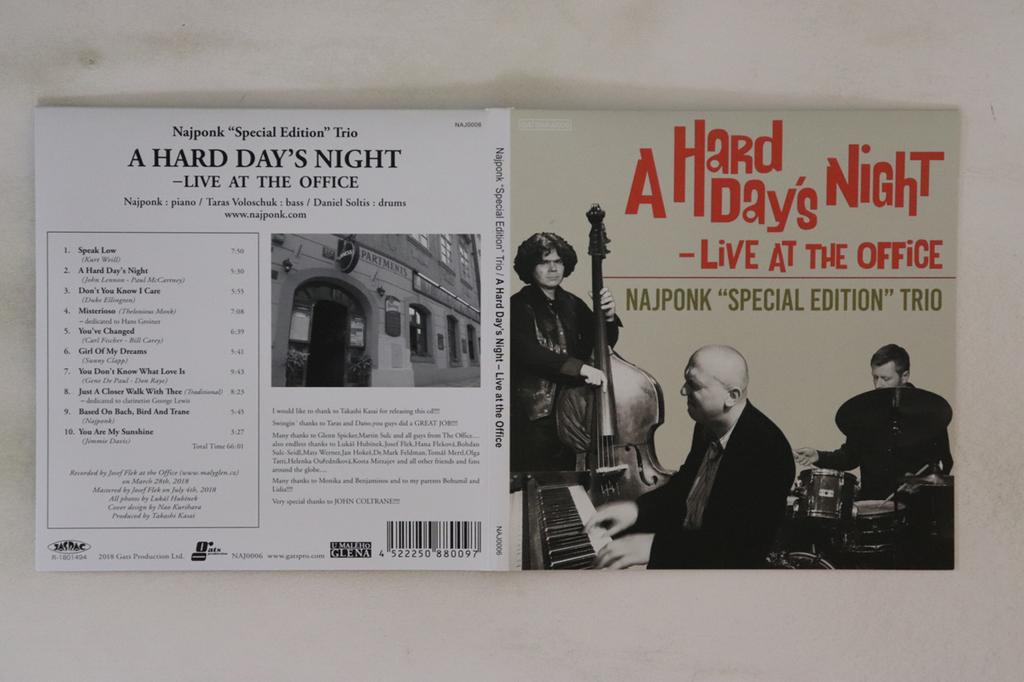 NAJ0006
Najponk “Special Edition” Trio
A HARD DAY'S NIGHT
–LIVE AT THE OFFICE
Najponk : piano / Taras Voloschuk : bass / Daniel Soltis : drums
www.najponk.com
1. Speak Low 7:50
(Kurt Weill)
2. A Hard Day's Night 5:30
(John Lennon - Paul McCartney)
3. Don't You Know I Care 5:55
(Duke Ellington)
4. Misterioso (Thelonious Monk) 7:08
– dedicated to Hans Greiner
5. You've Changed 6:39
(Carl Fischer - Bill Carey)
6. Girl Of My Dreams 5:41
(Sunny Clapp)
7. You Don't Know What Love Is 9:43
(Gene De Paul - Don Raye)
8. Just A Closer Walk With Thee (Traditional) 8:23
– dedicated to clarinetist George Lewis
9. Based On Bach, Bird And Trane 5:45
(Najponk)
10. You Are My Sunshine 3:27
(Jimmie Davis)
Total Time 66:01
Recorded by Josef Flek at the Office (www.malyglen.cz)
on March 28th, 2018
Mastered by Josef Flek on July 4th, 2018
All photos by Lukáš Hubínek
Cover design by Nao Kurihara
Produced by Takashi Kasai
APARTMENTS
I would like to thank to Takashi Kasai for releasing this cd!!!!
Swingin' thanks to Taras and Dano,you guys did a GREAT JOB!!!!
Many thanks to Glenn Spicker,Martin Sulc and all guys from The Office....
also endless thanks to Lukáš Hubínek,Josef Flek,Hana Fleková,Bohdan
Sulc-Seidl,Mats Werner,Jan Hokeš,Dr.Mark Feldman,Tomáš Merf,Olga
Tatti,Helenka Ouředníková,Kosta Mirzajev and all other friends and fans
around the globe....
Many thanks to Monika and Benjaminus and to my parents Bohumil and
Lidia!!!!
Very special thanks to JOHN COLTRANE!!!!
JASRAC
R-1801494
2018 Gats Production Ltd.
NAJ0006 www.gatspro.com
U MALÉHO
GLENA
4 522250 880097
Najponk “Special Edition” Trio / A Hard Day's Night – Live at the Office
NAJ0006
A Hard
Day's Night
– Live at the Office
NAJPONK “SPECIAL EDITION” TRIO